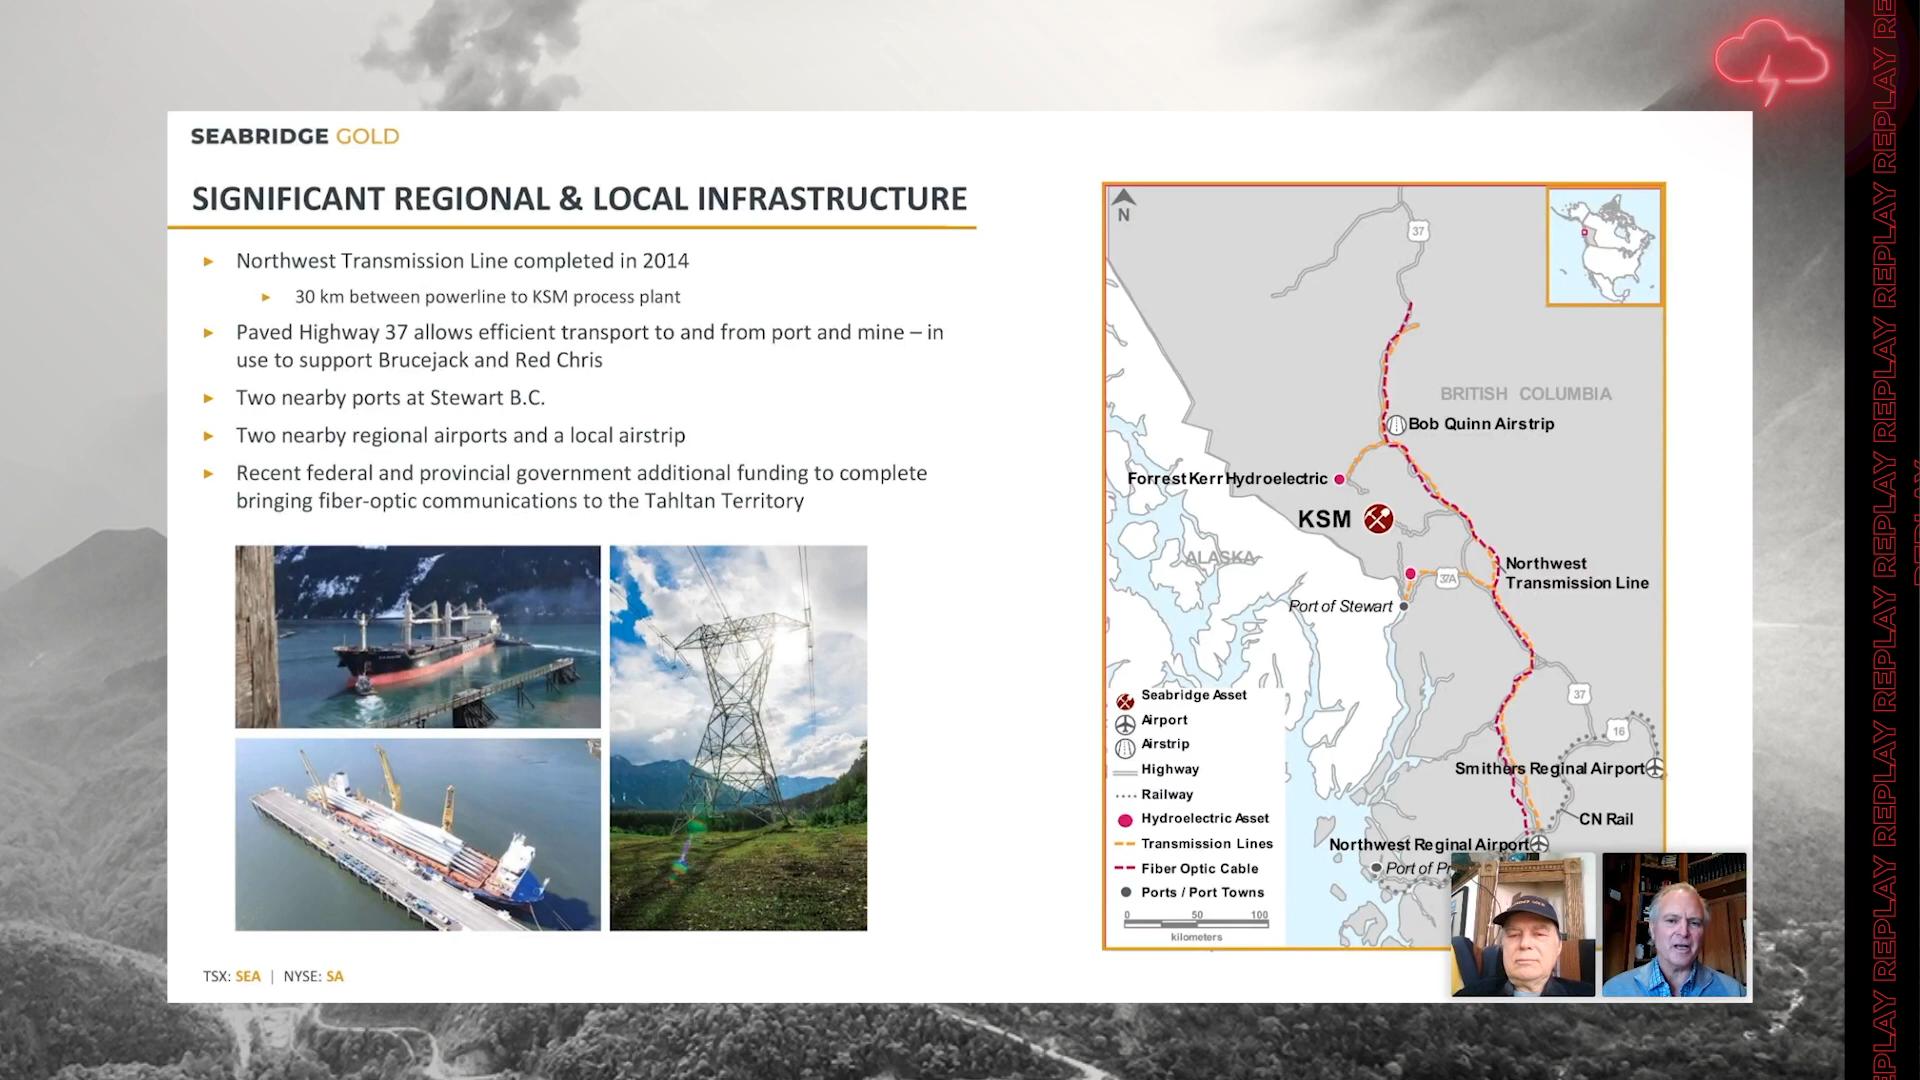 SEABRIDGE GOLD
SIGNIFICANT REGIONAL & LOCAL INFRASTRUCTURE
Northwest Transmission Line completed in 2014
30 km between powerline to KSM process plant
Paved Highway 37 allows efficient transport to and from port and mine – in
use to support Brucejack and Red Chris
Two nearby ports at Stewart B.C.
Two nearby regional airports and a local airstrip
Recent federal and provincial government additional funding to complete
bringing fiber-optic communications to the Tahltan Territory
TSX: SEA | NYSE: SA
N
37
BRITISH COLUMBIA
Bob Quinn Airstrip
Forrest Kerr Hydroelectric
KSM
ALASKA
Northwest
Transmission Line
37A
Port of Stewart
37
16
Smithers Reginal Airport
CN Rail
Northwest Reginal Airport
Port of Pr
Seabridge Asset
Airport
Airstrip
Highway
Railway
Hydroelectric Asset
Transmission Lines
Fiber Optic Cable
Ports / Port Towns
0 50 100
kilometers
REPLAY REPLAY REPLAY REPLAY REPLAY REPLAY REPLAY REPLAY REPLAY REPLAY